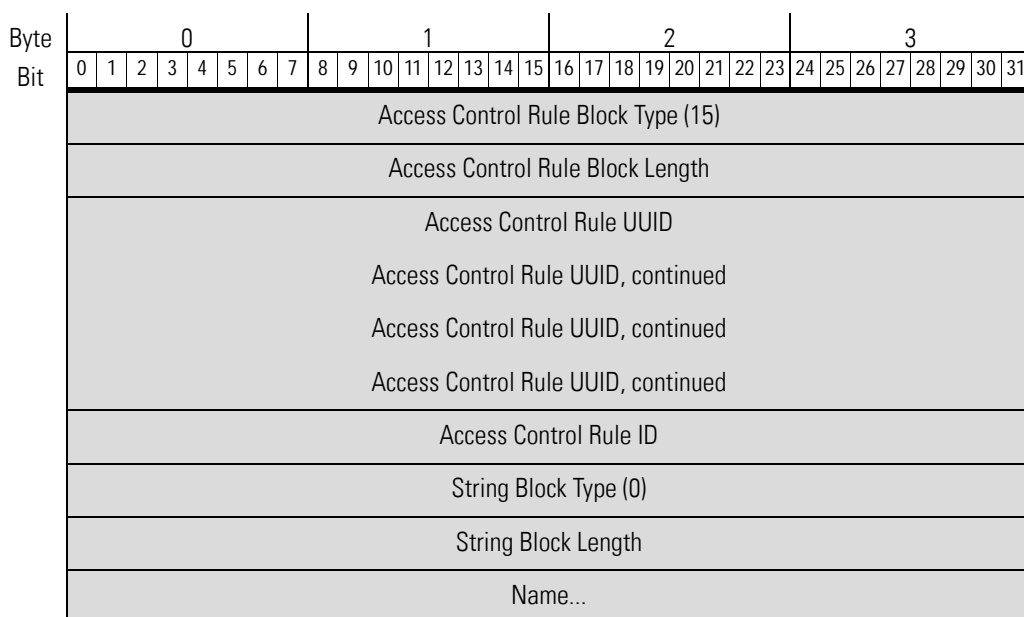 Byte 0 1 2 3
Bit 0 1 2 3 4 5 6 7 8 9 10 11 12 13 14 15 16 17 18 19 20 21 22 23 24 25 26 27 28 29 30 31
Access Control Rule Block Type (15)
Access Control Rule Block Length
Access Control Rule UUID
Access Control Rule UUID, continued
Access Control Rule UUID, continued
Access Control Rule UUID, continued
Access Control Rule ID
String Block Type (0)
String Block Length
Name...